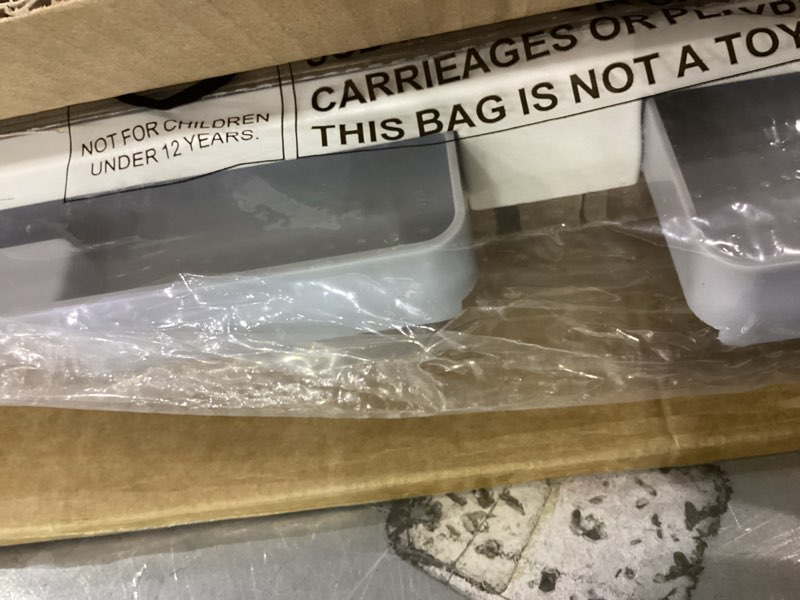 NOT FOR CHILDREN
UNDER 12 YEARS.
CARRIEAGES OR
THIS BAG IS NOT A TOY